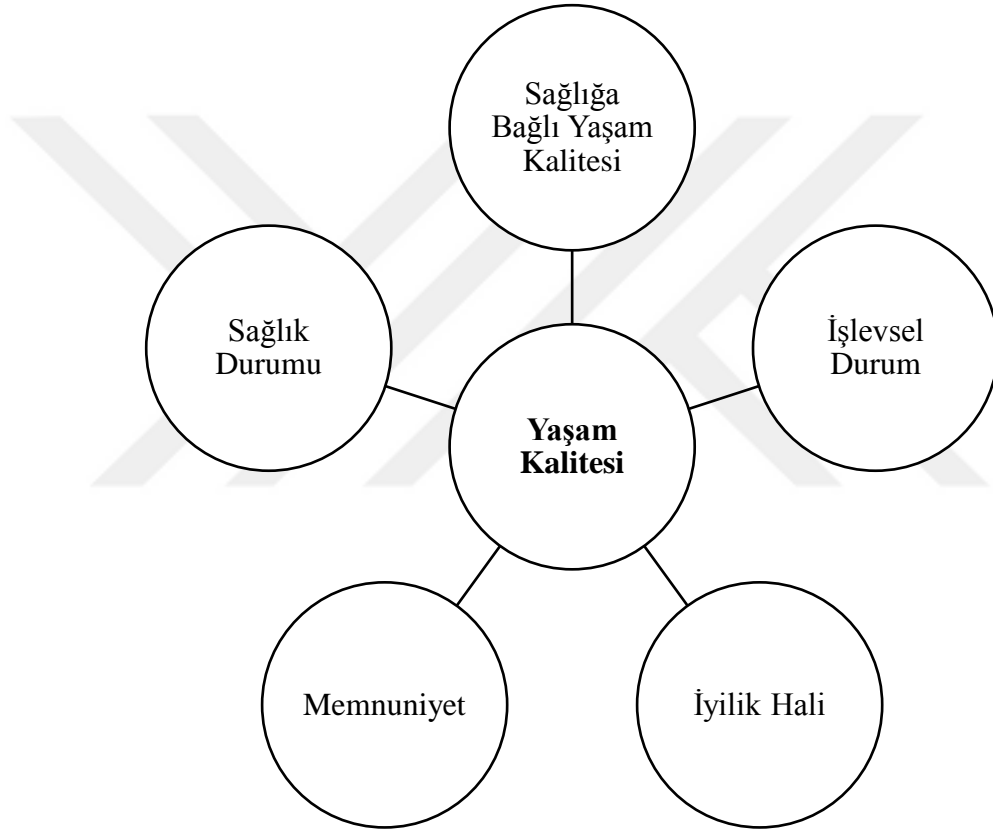 Sağlığa
Bağlı Yaşam
Kalitesi
Sağlık
Durumu
İşlevsel
Durum
Yaşam
Kalitesi
Memnuniyet
İyilik Hali